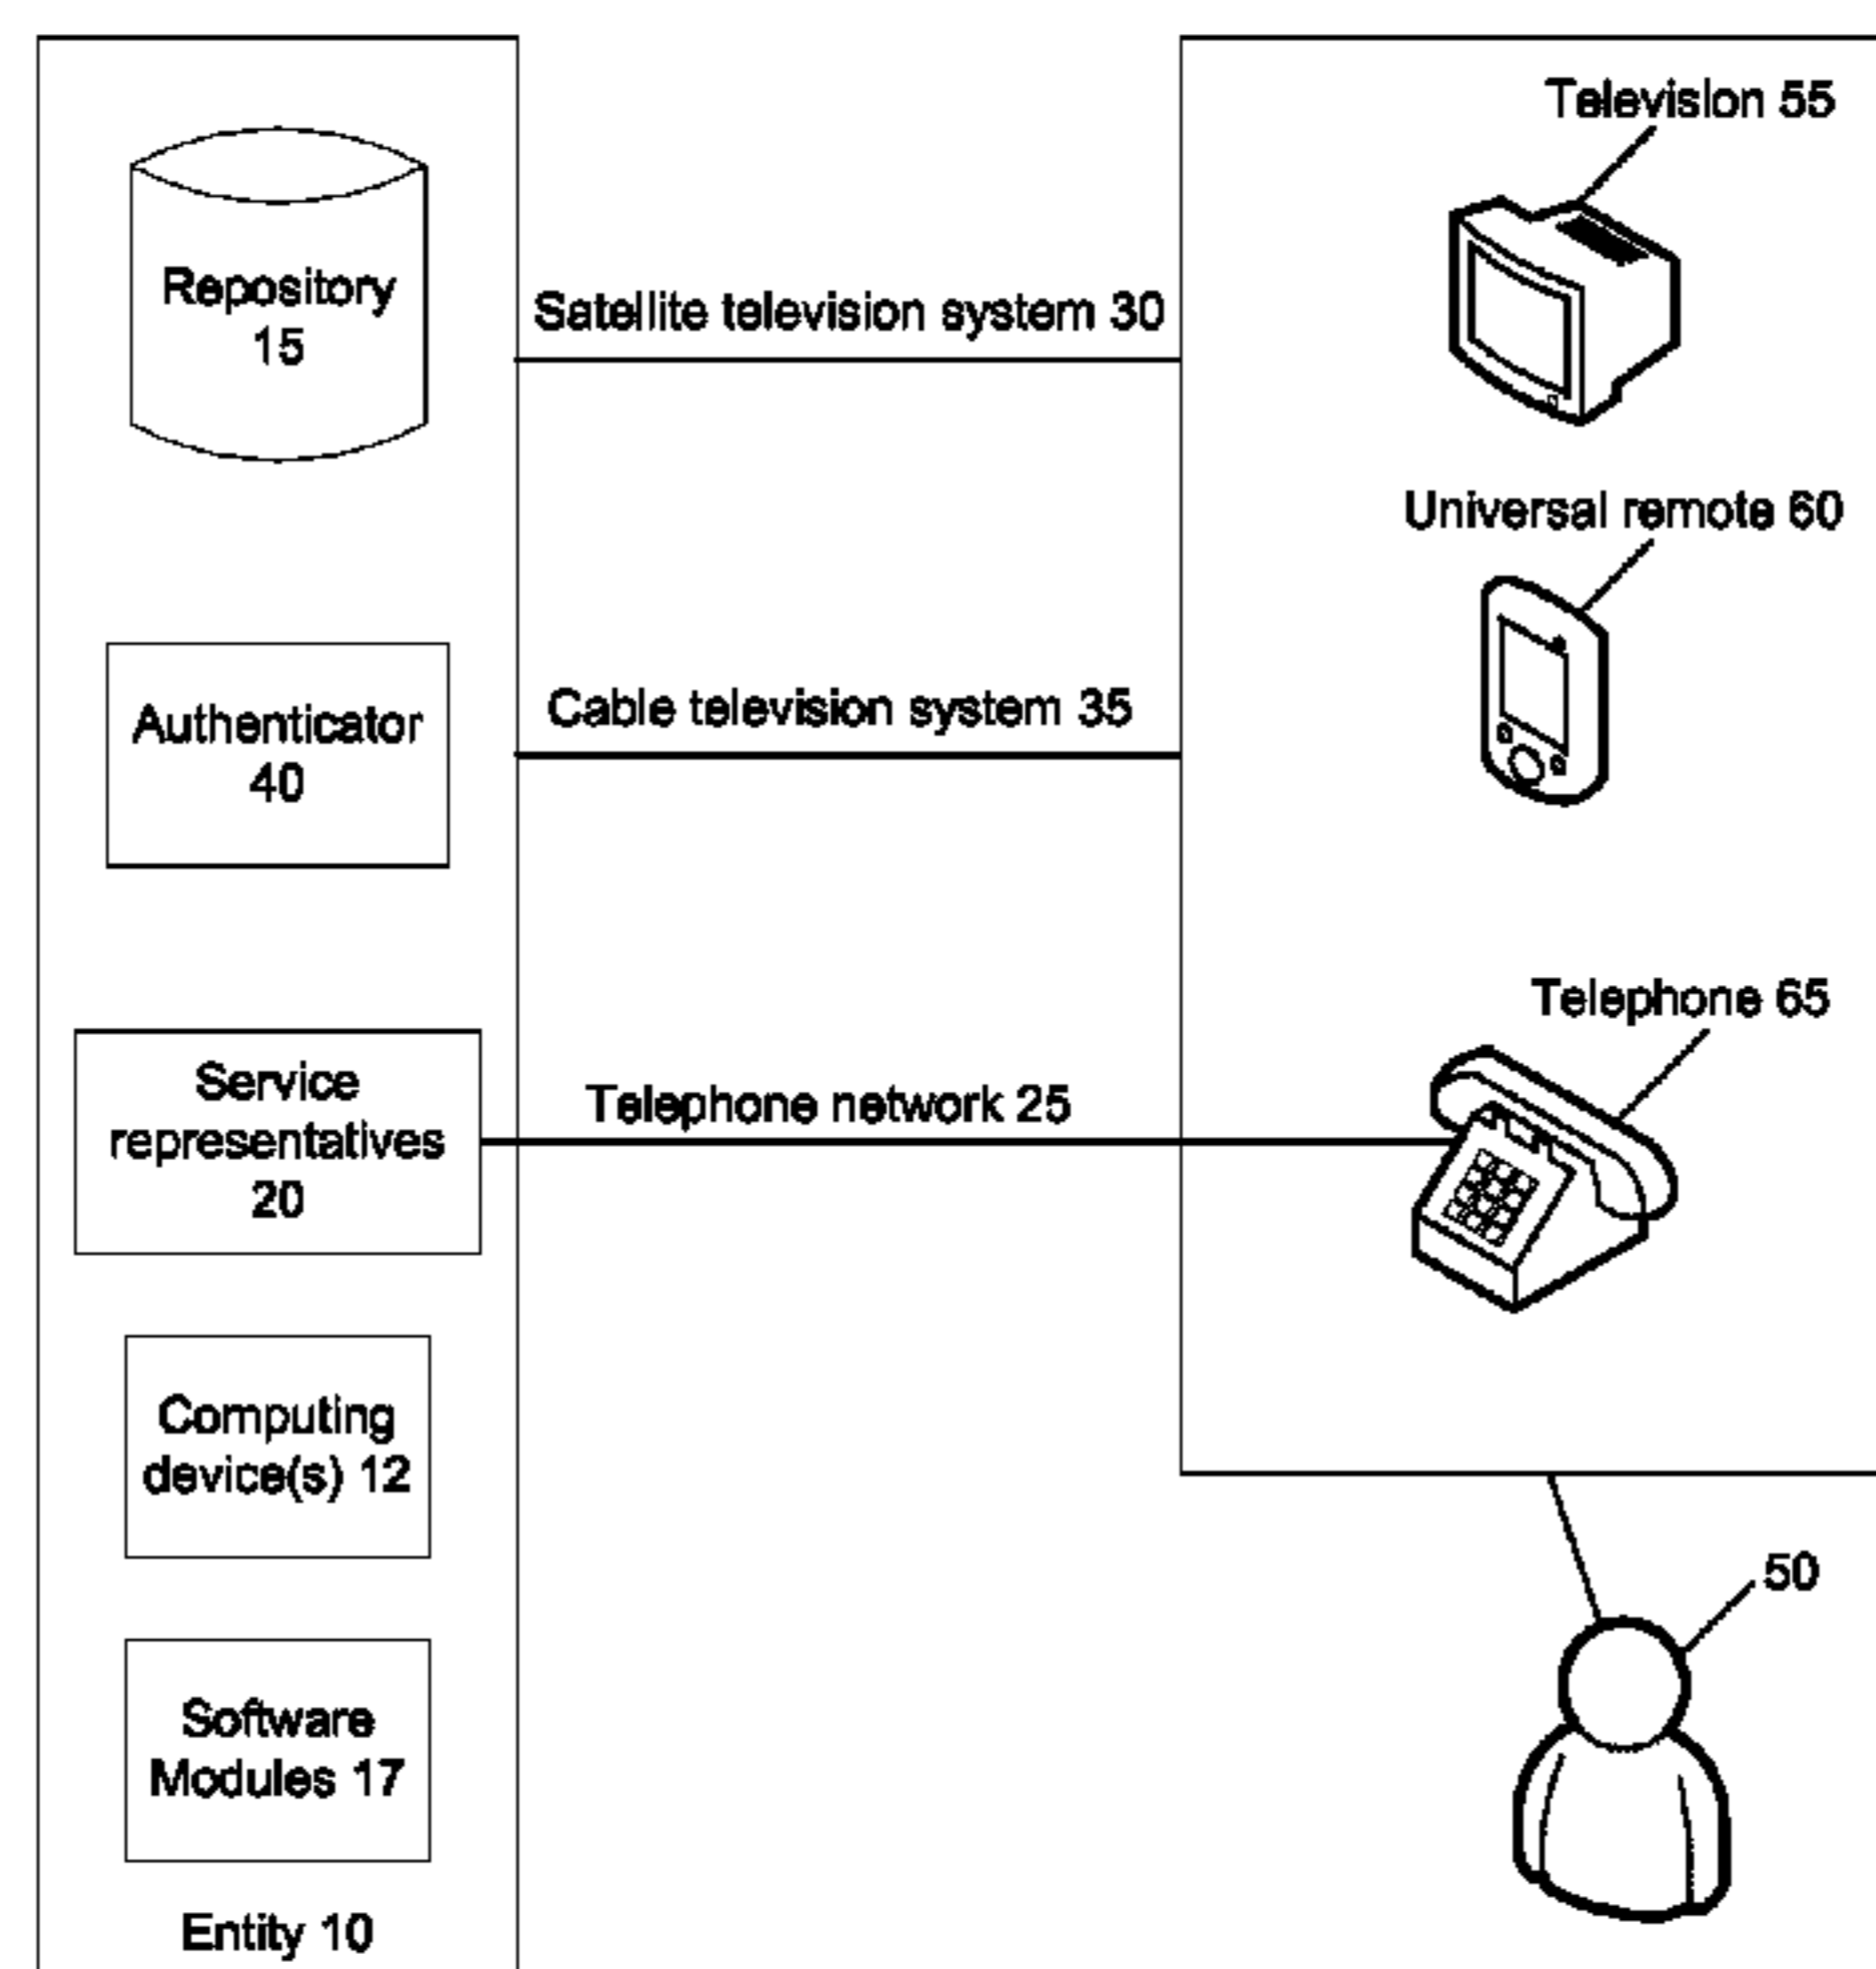 Television 55
Repository
15
Satellite television system 30
Universal remote 60
Authenticator
40
Cable television system 35
Telephone 65
Service
representatives
20
Telephone network 25
Computing
device(s) 12
50
Software
Modules 17
Entity 10